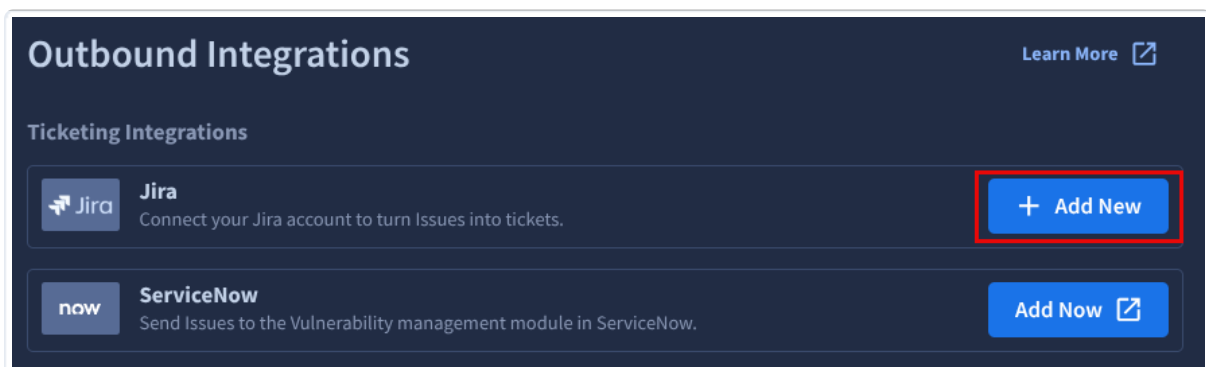 Outbound Integrations
Learn More
Ticketing Integrations
Jira
Jira
Connect your Jira account to turn Issues into tickets.
+ Add New
now
ServiceNow
Send Issues to the Vulnerability management module in ServiceNow.
Add Now